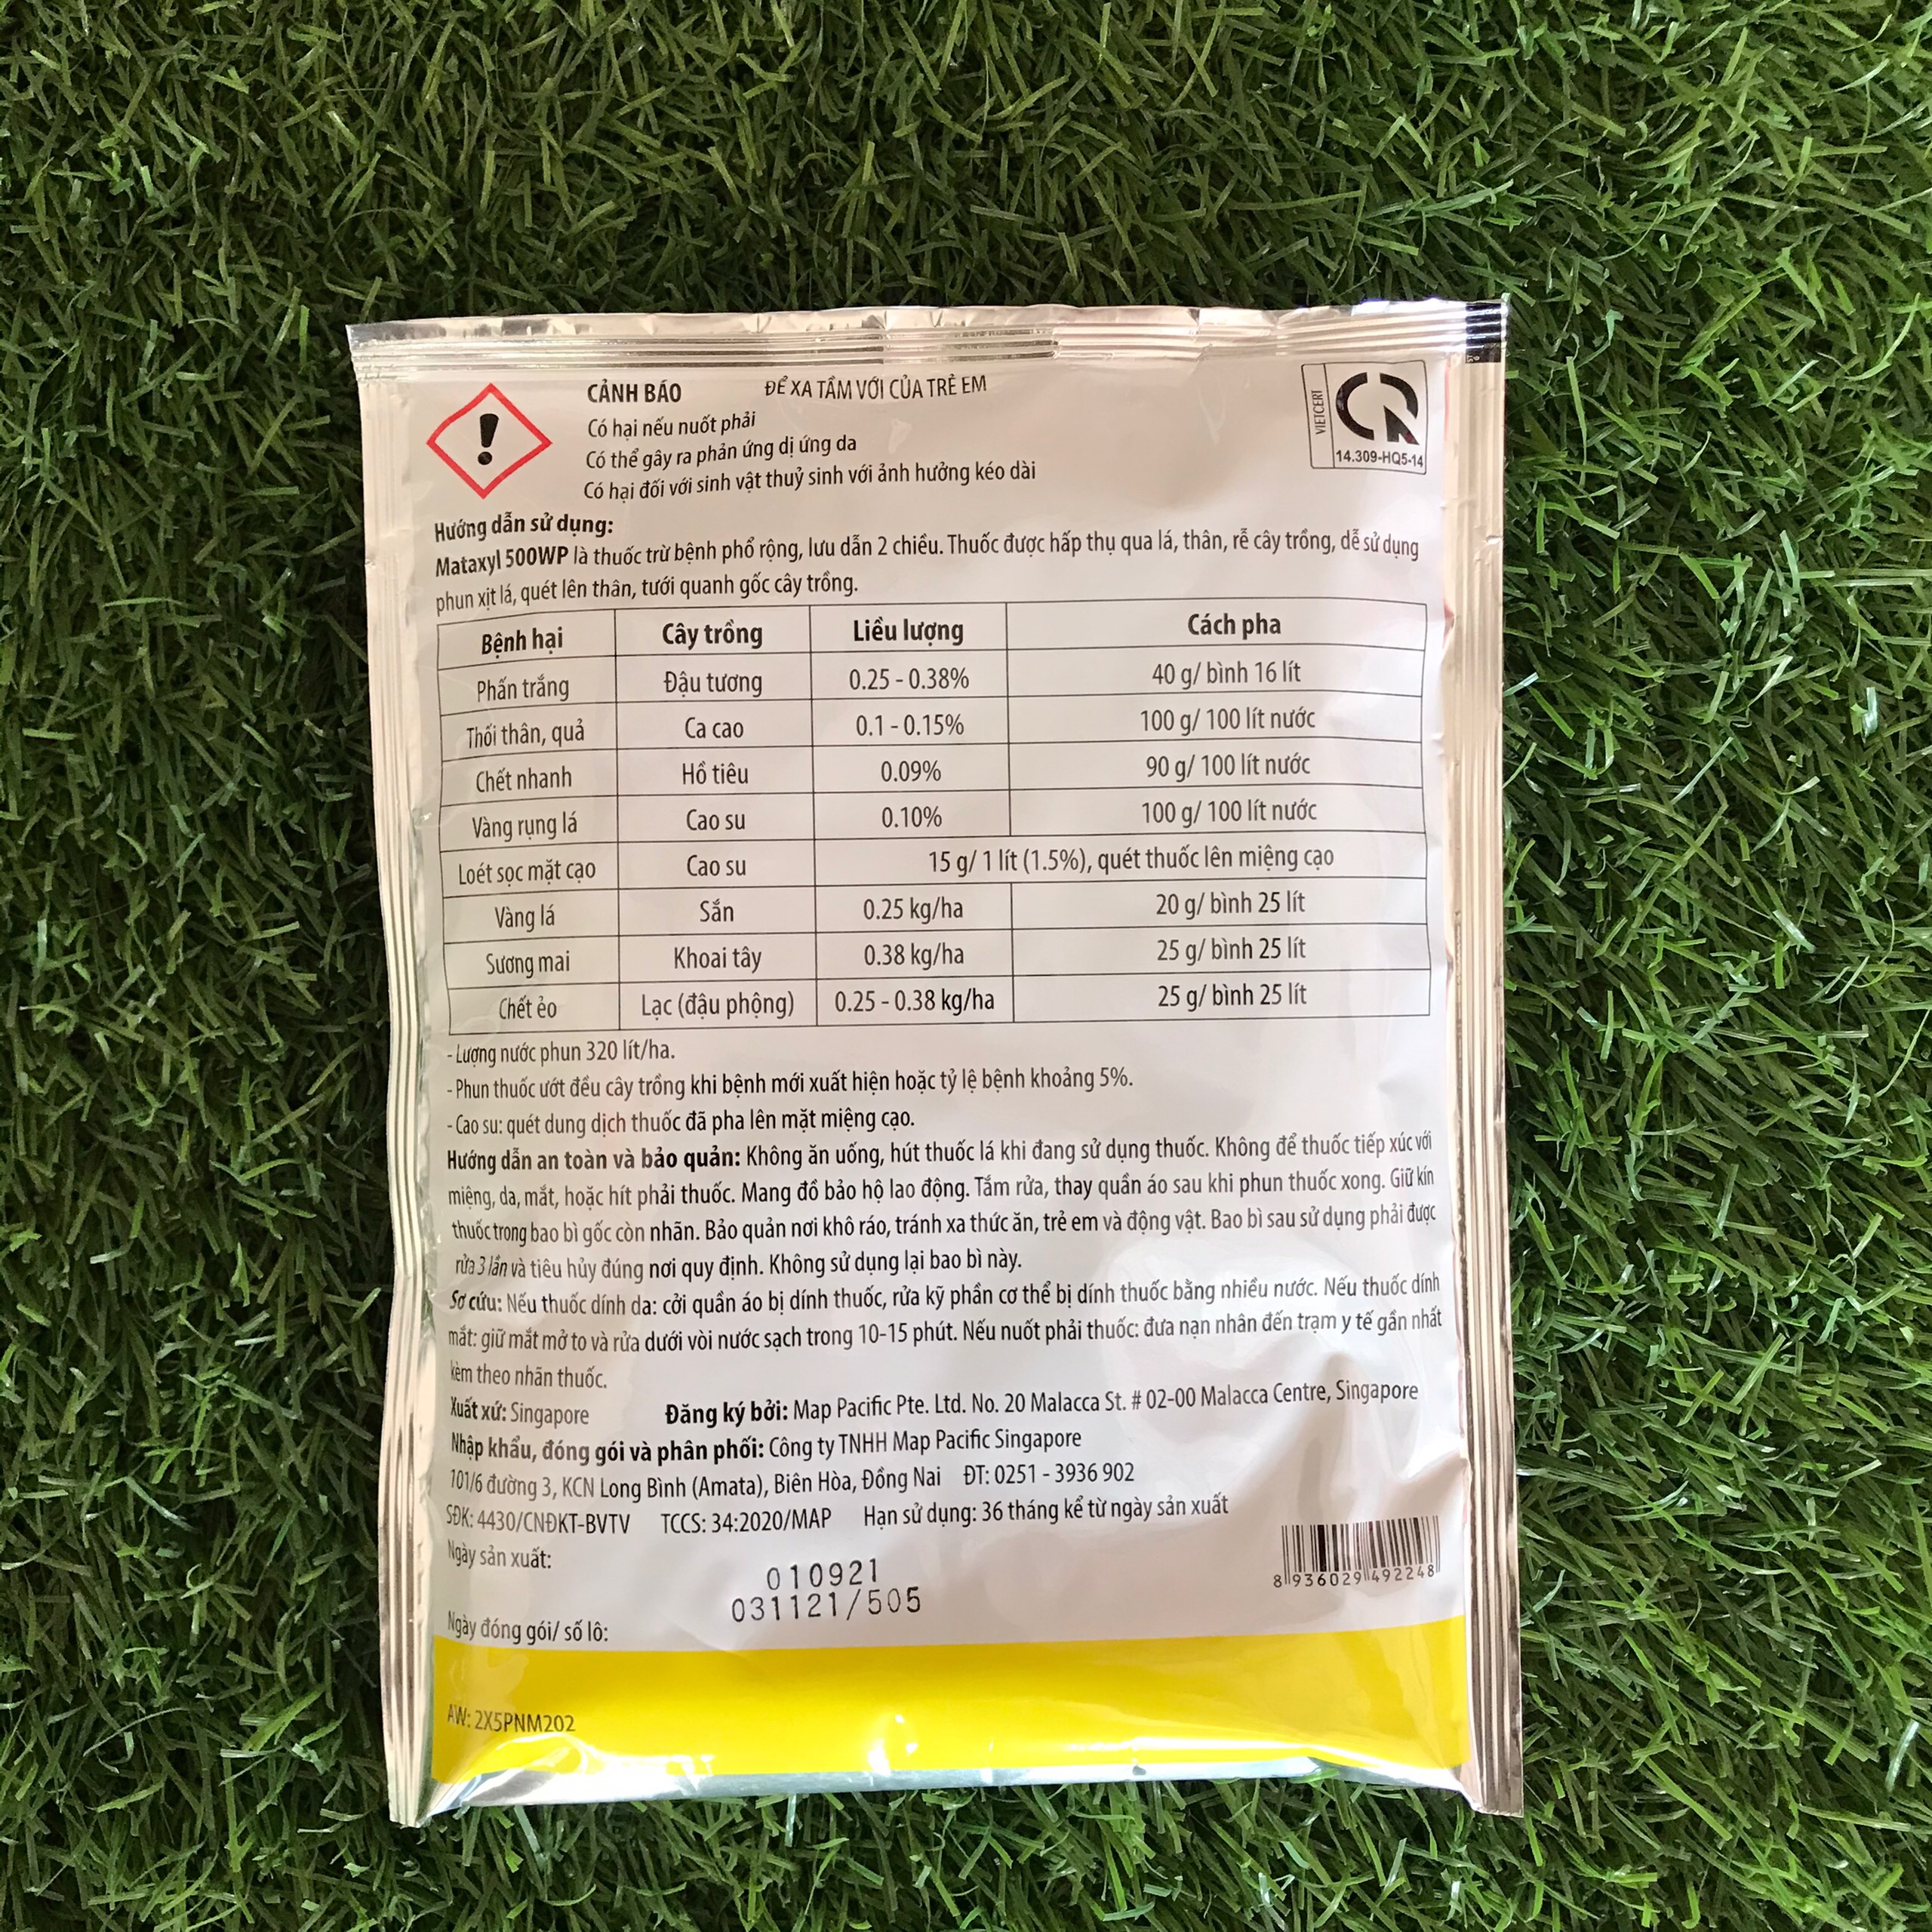 CẢNH BÁO ĐỂ XA TẦM VỚI CỦA TRẺ EM
Có hại nếu nuốt phải
Có thể gây ra phản ứng dị ứng da
Có hại đối với sinh vật thuỷ sinh với ảnh hưởng kéo dài
VIETCERT
14.309-HQ5-14
Hướng dẫn sử dụng:
Mataxyl 500WP là thuốc trừ bệnh phổ rộng, lưu dẫn 2 chiều. Thuốc được hấp thụ qua lá, thân, rễ cây trồng, dễ sử dụng
phun xịt lá, quét lên thân, tưới quanh gốc cây trồng.
Bệnh hại Cây trồng Liều lượng Cách pha
Phấn trắng Đậu tương 0.25 - 0.38% 40 g/ bình 16 lít
Thối thân, quả Ca cao 0.1 - 0.15% 100 g/ 100 lít nước
Chết nhanh Hồ tiêu 0.09% 90 g/ 100 lít nước
Vàng rụng lá Cao su 0.10% 100 g/ 100 lít nước
Loét sọc mặt cạo Cao su 15 g/ 1 lít (1.5%), quét thuốc lên miệng cạo
Vàng lá Sắn 0.25 kg/ha 20 g/ bình 25 lít
Sương mai Khoai tây 0.38 kg/ha 25 g/ bình 25 lít
Chết ẻo Lạc (đậu phộng) 0.25 - 0.38 kg/ha 25 g/ bình 25 lít
- Lượng nước phun 320 lít/ha.
- Phun thuốc ướt đều cây trồng khi bệnh mới xuất hiện hoặc tỷ lệ bệnh khoảng 5%.
- Cao su: quét dung dịch thuốc đã pha lên mặt miệng cạo.
Hướng dẫn an toàn và bảo quản: Không ăn uống, hút thuốc lá khi đang sử dụng thuốc. Không để thuốc tiếp xúc với
miệng, da, mắt, hoặc hít phải thuốc. Mang đồ bảo hộ lao động. Tắm rửa, thay quần áo sau khi phun thuốc xong. Giữ kín
thuốc trong bao bì gốc còn nhãn. Bảo quản nơi khô ráo, tránh xa thức ăn, trẻ em và động vật. Bao bì sau sử dụng phải được
rửa 3 lần và tiêu hủy đúng nơi quy định. Không sử dụng lại bao bì này.
Sơ cứu: Nếu thuốc dính da: cởi quần áo bị dính thuốc, rửa kỹ phần cơ thể bị dính thuốc bằng nhiều nước. Nếu thuốc dính
mắt: giữ mắt mở to và rửa dưới vòi nước sạch trong 10-15 phút. Nếu nuốt phải thuốc: đưa nạn nhân đến trạm y tế gần nhất
kèm theo nhãn thuốc.
Xuất xứ: Singapore Đăng ký bởi: Map Pacific Pte. Ltd. No. 20 Malacca St. # 02-00 Malacca Centre, Singapore
Nhập khẩu, đóng gói và phân phối: Công ty TNHH Map Pacific Singapore
101/6 đường 3, KCN Long Bình (Amata), Biên Hòa, Đồng Nai ĐT: 0251 - 3936 902
SĐK: 4430/CNĐKT-BVTV TCCS: 34:2020/MAP Hạn sử dụng: 36 tháng kể từ ngày sản xuất
Ngày sản xuất: 010921
Ngày đóng gói/ số lô: 031121/505
8 936029 492248
AW: 2X5PNM202